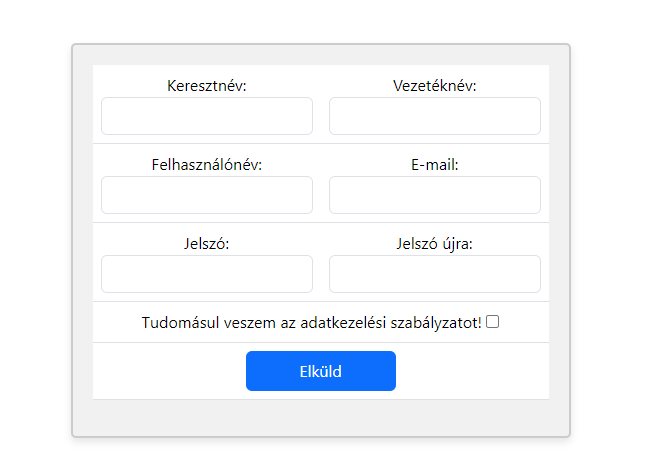 Keresztnév: Vezetéknév:
Felhasználónév: E-mail:
Jelszó: Jelszó újra:
Tudomásul veszem az adatkezelési szabályzatot!
Elküld